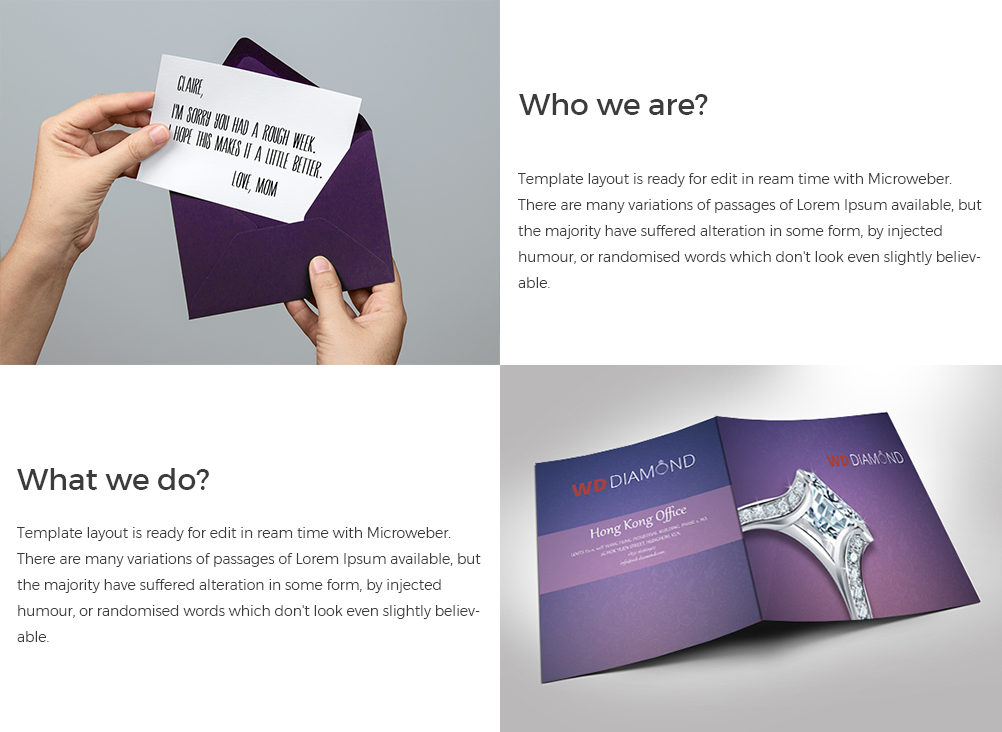 CLAIRE,
I'M SORRY YOU HAD A ROUGH WEEK.
I HOPE THIS MAKES IT A LITTLE BETTER.
LOVE, MOM
Who we are?
Template layout is ready for edit in ream time with Microweber.
There are many variations of passages of Lorem Ipsum available, but
the majority have suffered alteration in some form, by injected
humour, or randomised words which don't look even slightly believ-
able.
What we do?
Template layout is ready for edit in ream time with Microweber.
There are many variations of passages of Lorem Ipsum available, but
the majority have suffered alteration in some form, by injected
humour, or randomised words which don't look even slightly believ-
able.
WD DIAMOND
Hong Kong Office
WD DIAMOND